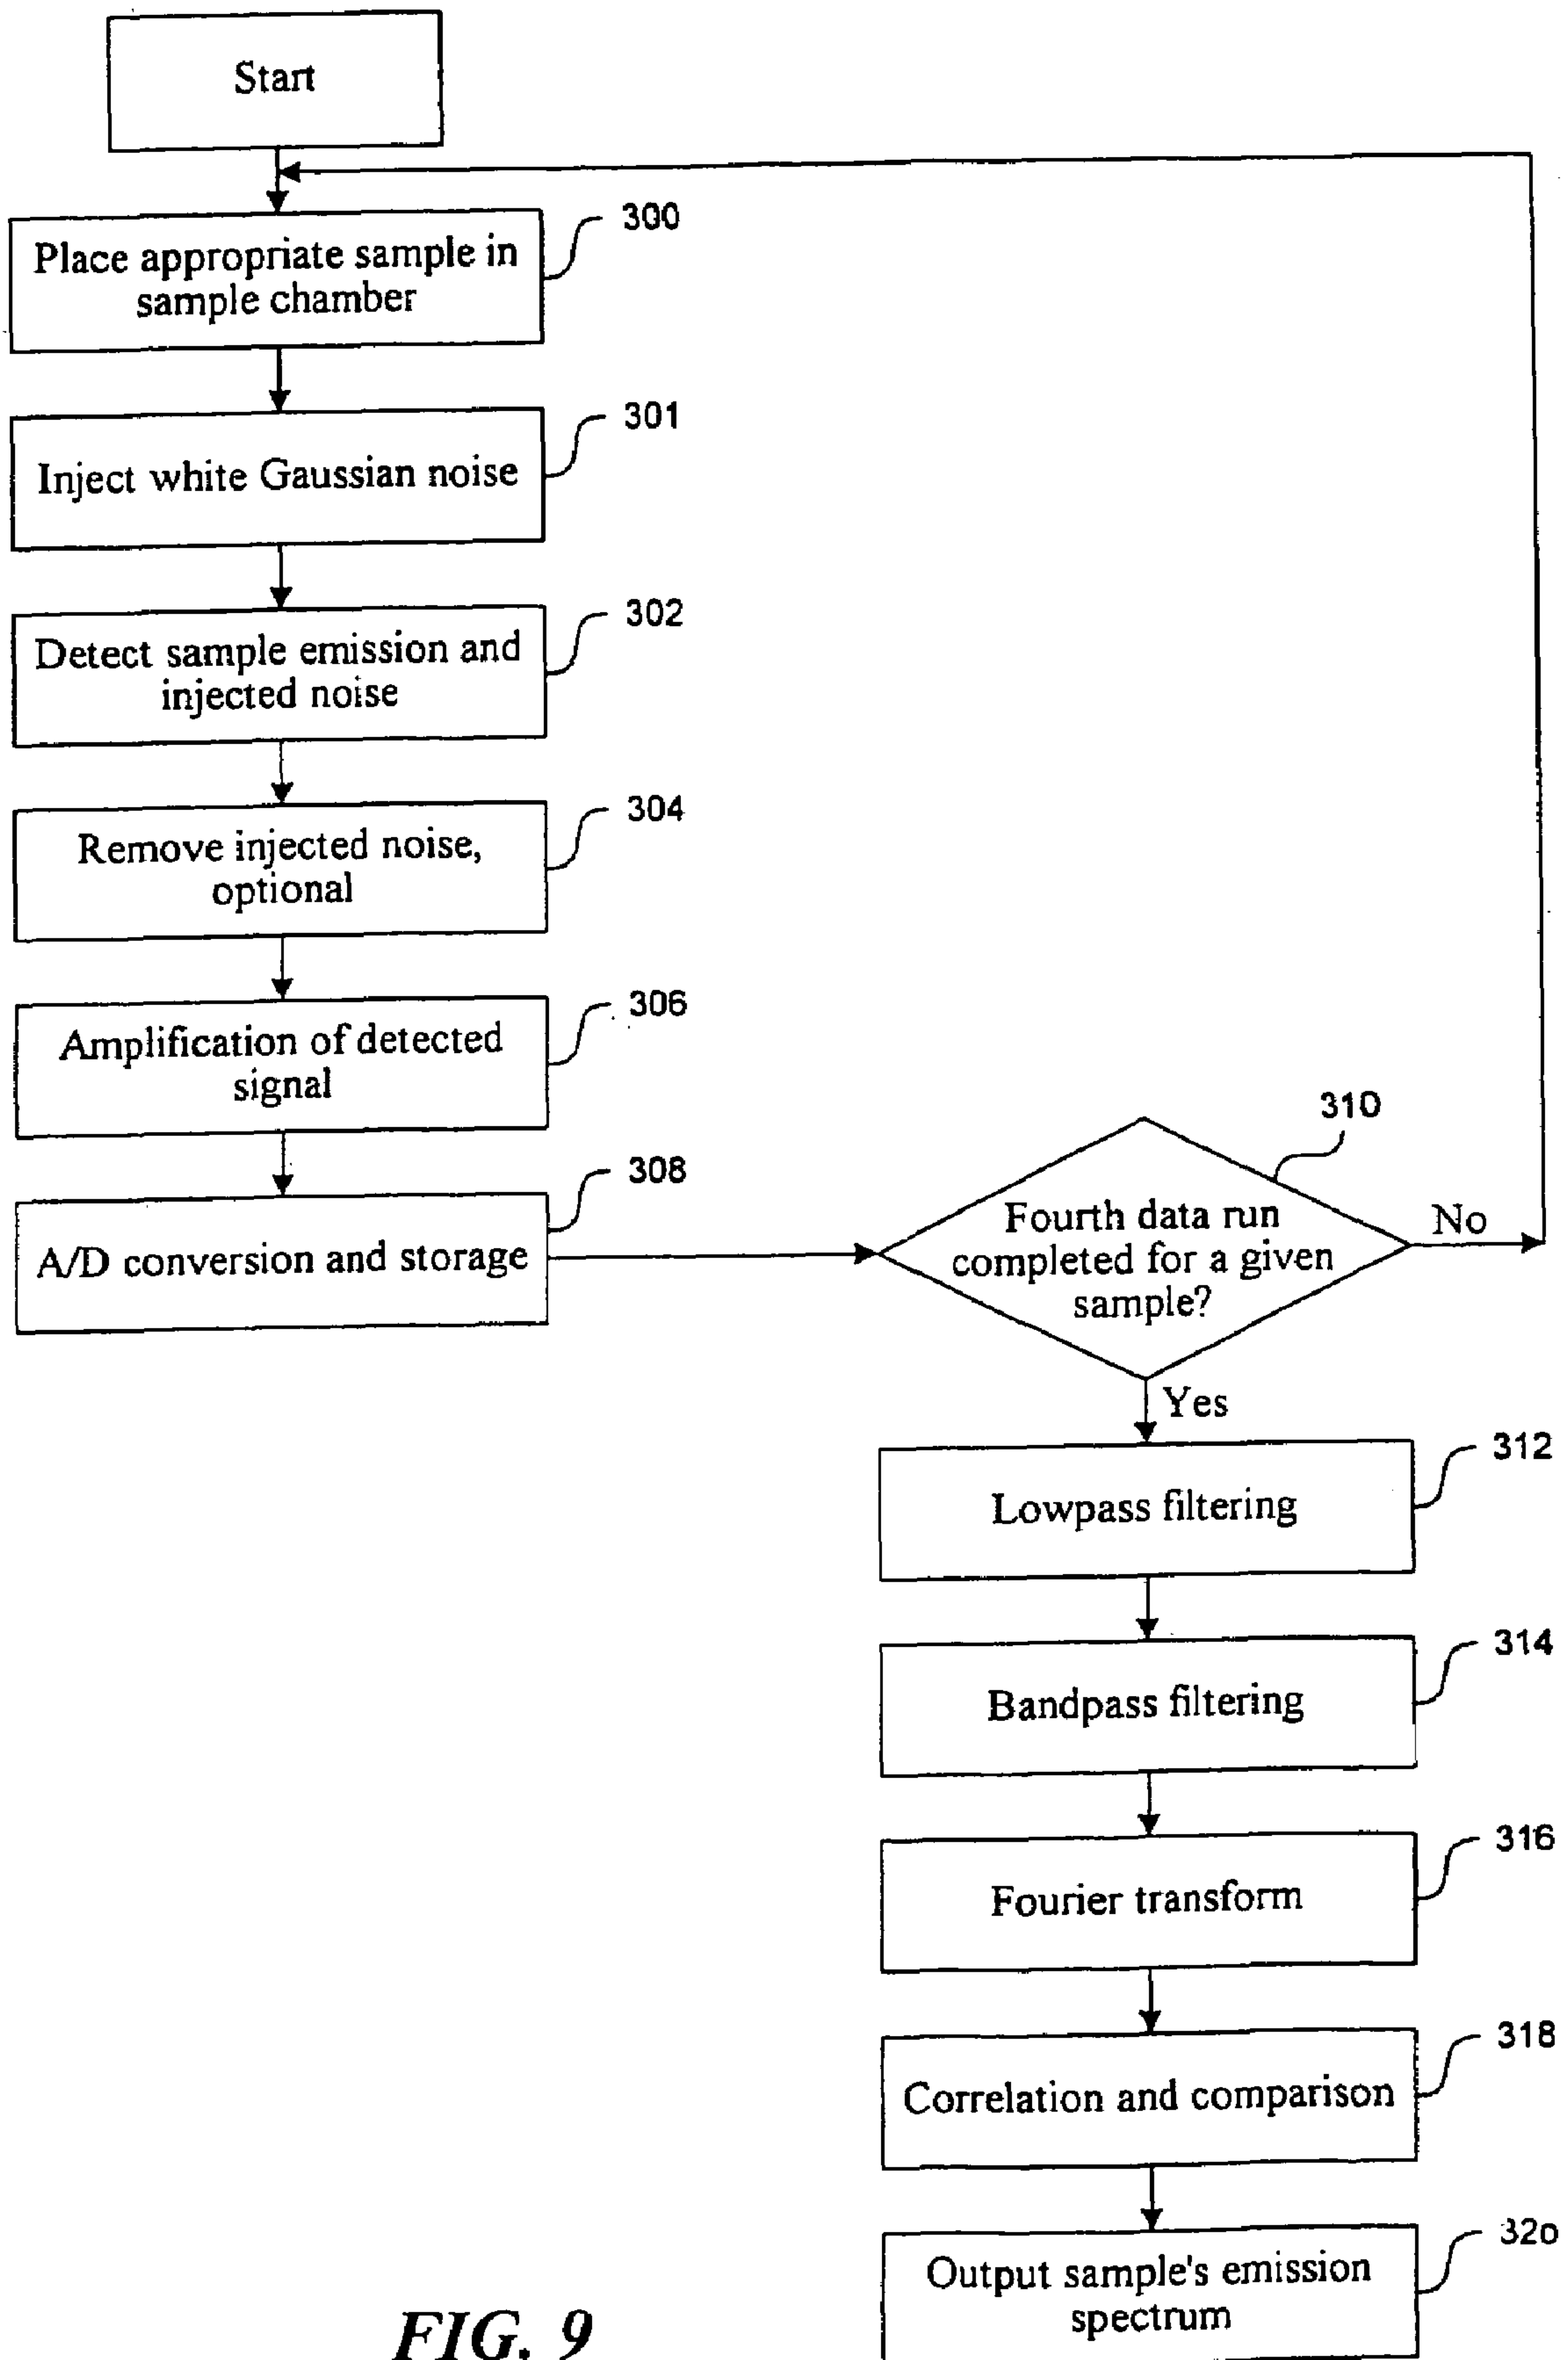 Start
300
Place appropriate sample in
sample chamber
301
Inject white Gaussian noise
302
Detect sample emission and
injected noise
304
Remove injected noise,
optional
306
Amplification of detected
signal
308
A/D conversion and storage
310
Fourth data run
completed for a given
sample?
No
Yes
312
Lowpass filtering
314
Bandpass filtering
316
Fourier transform
318
Correlation and comparison
320
Output sample's emission
spectrum
FIG. 9